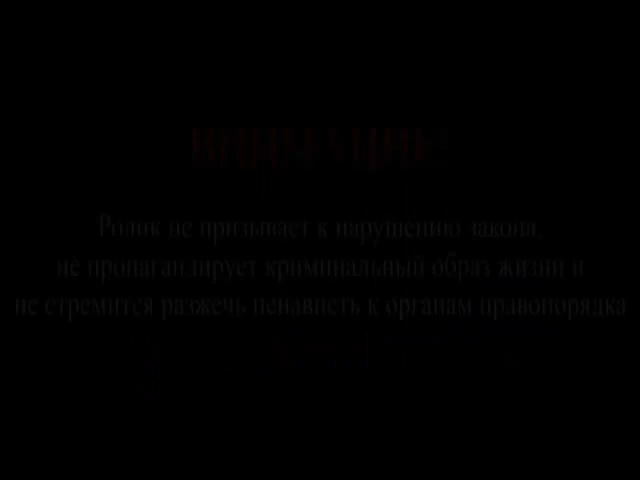 ВНИМАНИЕ
Ролик не призывает к нарушению закона,
не пропагандирует криминальный образ жизни и
не стремится разжечь ненависть к органам правопорядка